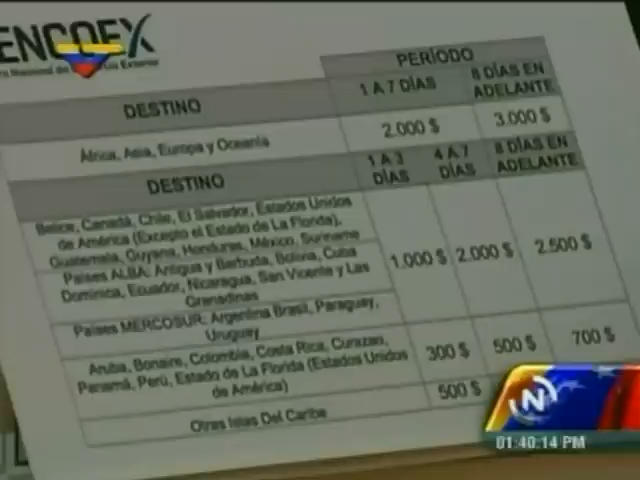 ENCOEX
DESTINO
PERÍODO
1 A 7 DÍAS
8 DÍAS EN
ADELANTE
África, Asia, Europa y Oceanía
2.000 $
3.000 $
DESTINO
1 A 3
DÍAS
4 A 7
DÍAS
8 DÍAS EN
ADELANTE
Belice, Canadá, Chile, El Salvador, Estados Unidos
de América (Excepto el Estado de La Florida),
Guatemala, Guyana, Honduras, México, Suriname
Países ALBA: Antigua y Barbuda, Bolivia, Cuba
Dominica, Ecuador, Nicaragua, San Vicente y Las
Granadinas
Países MERCOSUR: Argentina Brasil, Paraguay,
Uruguay
1.000 $
2.000 $
2.500 $
Aruba, Bonaire, Colombia, Costa Rica, Curazao,
Panamá, Perú, Estado de La Florida (Estados Unidos
de América)
300 $
500 $
700 $
Otras Islas Del Caribe
500 $
01:40:14 PM